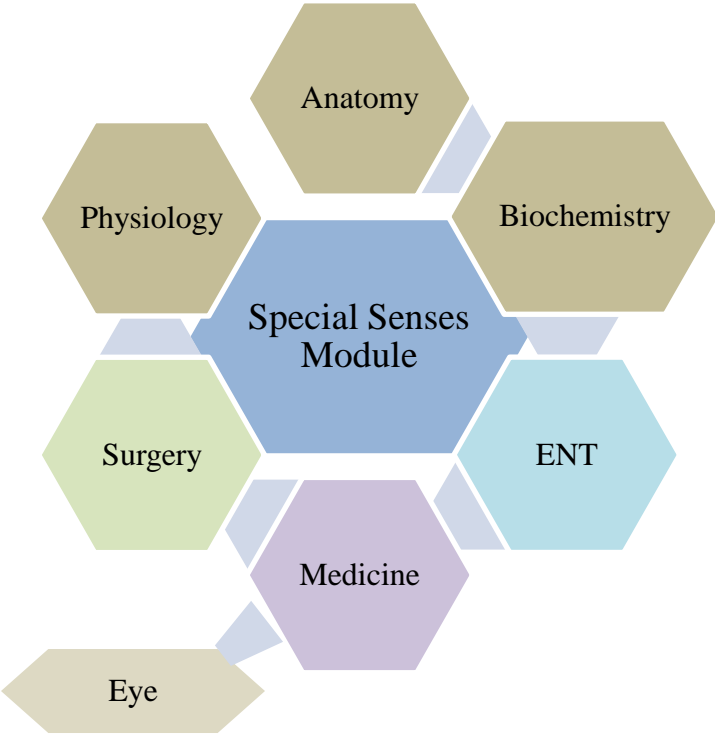 Anatomy
Physiology
Biochemistry
Special Senses
Module
Surgery
ENT
Medicine
Eye